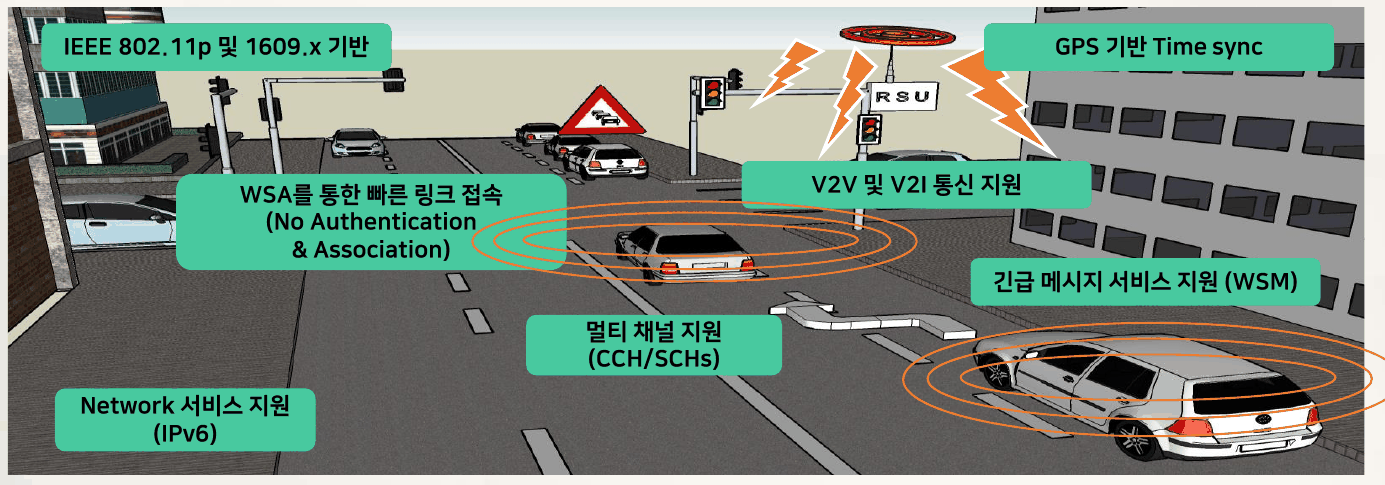 IEEE 802.11p 및 1609.x 기반
GPS 기반 Time sync
RSU
V2V 및 V2I 통신 지원
WSA를 통한 빠른 링크 접속
(No Authentication
& Association)
긴급 메시지 서비스 지원 (WSM)
멀티 채널 지원
(CCH/SCHs)
Network 서비스 지원
(IPv6)